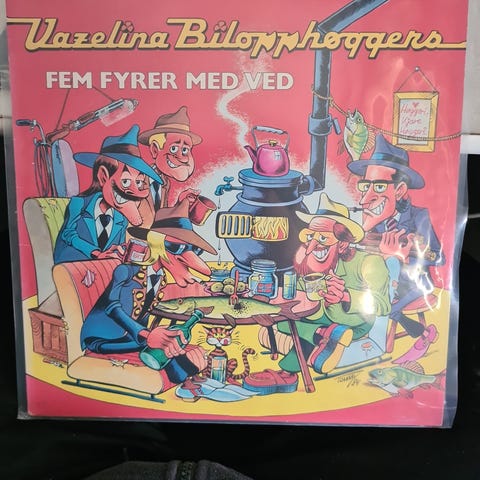 Vazelina Bilopphøggers
FEM FYRER MED VED